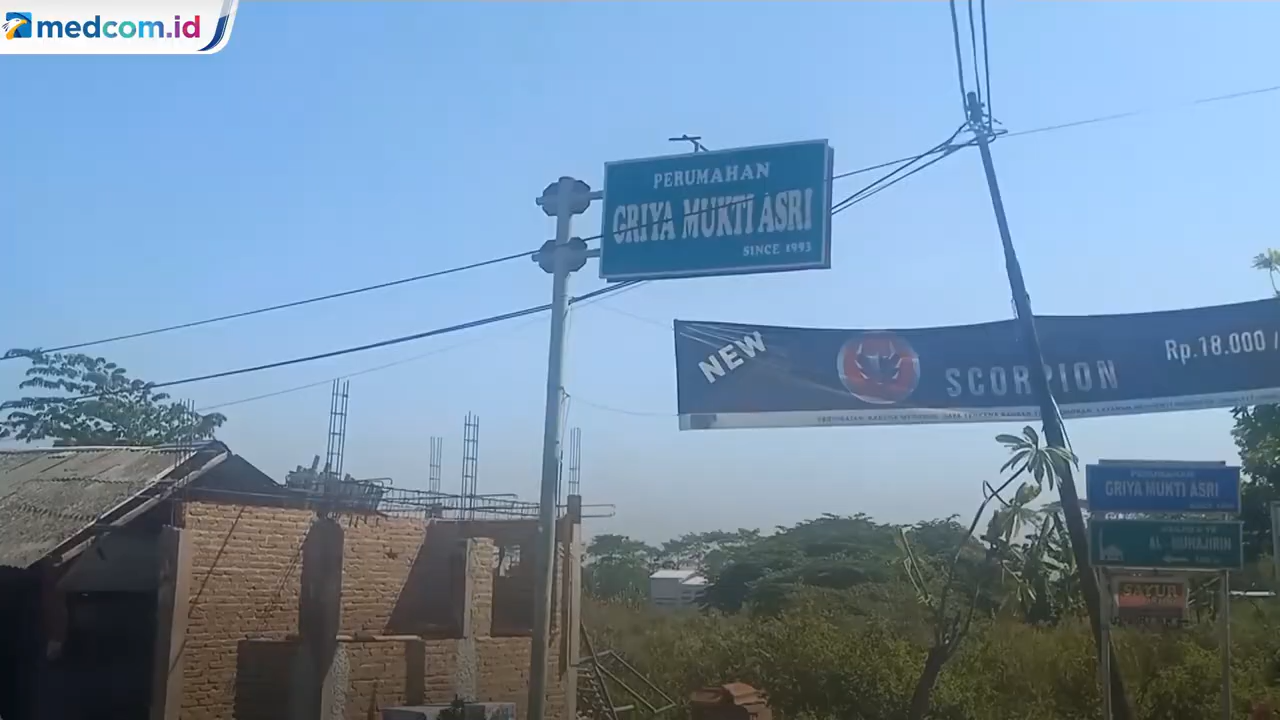 medcom.id
PERUMAHAN
GRIYA MUKTI ASRI
SINCE 1993
NEW
SCORPION
Rp.18.000 /
PERUMAHAN
GRIYA MUKTI ASRI
AL - MUHAJIRIN
SAYUR